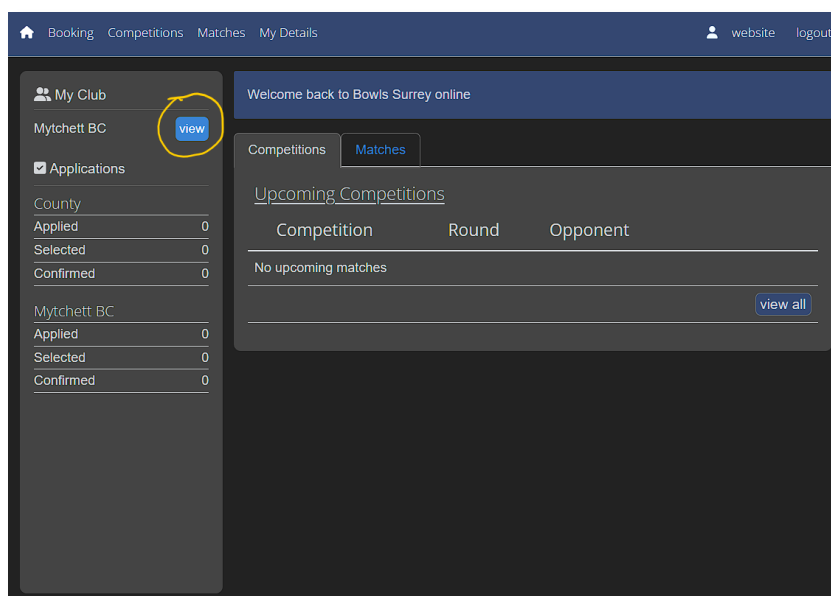 Booking Competitions Matches My Details website logout
My Club
Mytchett BC view
Applications
County
Applied 0
Selected 0
Confirmed 0
Mytchett BC
Applied 0
Selected 0
Confirmed 0
Welcome back to Bowls Surrey online
Competitions Matches
Upcoming Competitions
Competition Round Opponent
No upcoming matches
view all